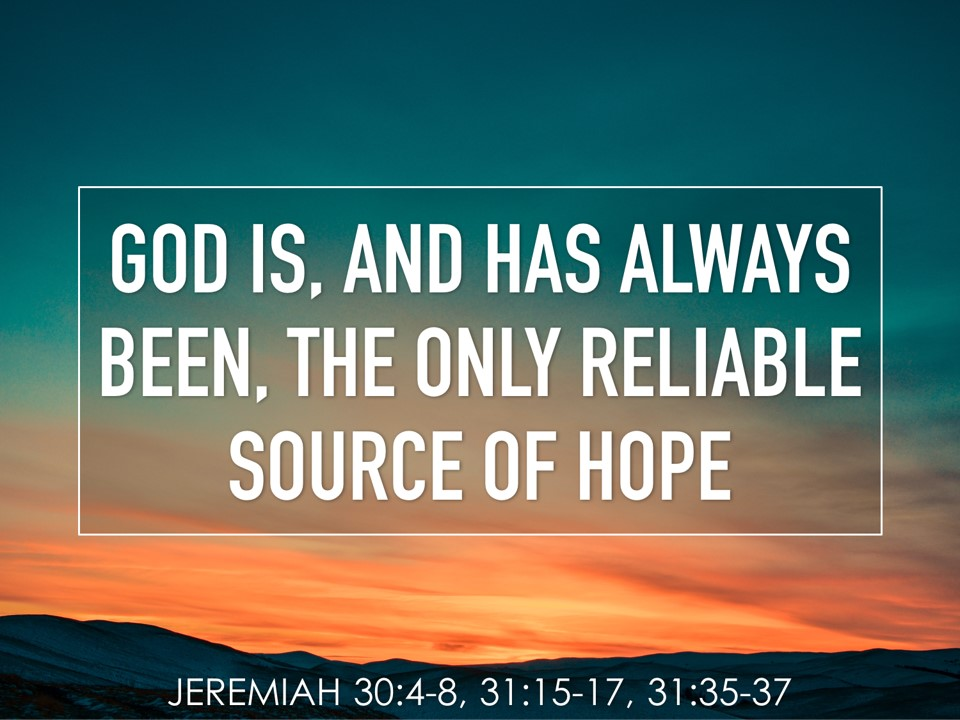 GOD IS, AND HAS ALWAYS
BEEN, THE ONLY RELIABLE
SOURCE OF HOPE
JEREMIAH 30:4-8, 31:15-17, 31:35-37